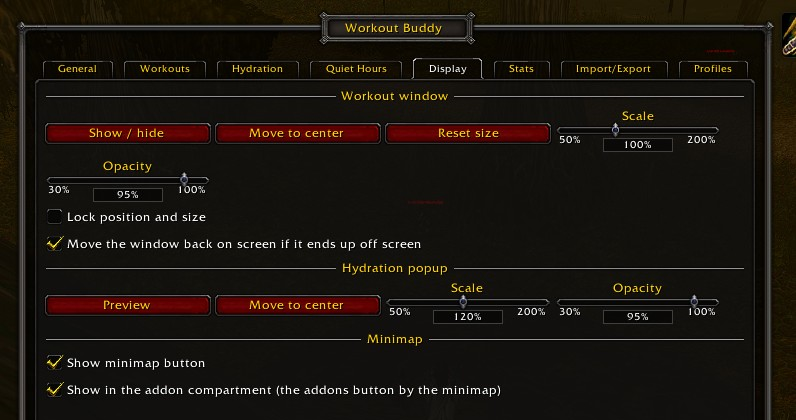 Workout Buddy
General Workouts Hydration Quiet Hours Display Stats Import/Export Profiles
Workout window
Show / hide Move to center Reset size Scale
50% 100% 200%
Opacity
30% 95% 100%
Lock position and size
Move the window back on screen if it ends up off screen
Hydration popup
Preview Move to center Scale Opacity
50% 120% 200% 30% 95% 100%
Minimap
Show minimap button
Show in the addon compartment (the addons button by the minimap)